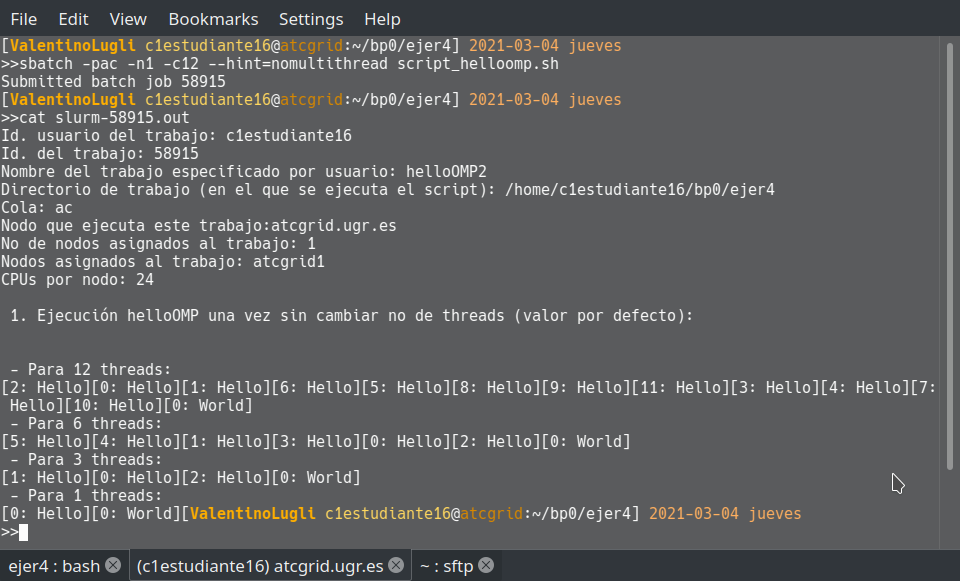 File Edit View Bookmarks Settings Help
[ValentinoLugli c1estudiante16@atcgrid:~/bp0/ejer4] 2021-03-04 jueves
>>sbatch -pac -n1 -c12 --hint=nomultithread script_helloomp.sh
Submitted batch job 58915
[ValentinoLugli c1estudiante16@atcgrid:~/bp0/ejer4] 2021-03-04 jueves
>>cat slurm-58915.out
Id. usuario del trabajo: c1estudiante16
Id. del trabajo: 58915
Nombre del trabajo especificado por usuario: helloOMP2
Directorio de trabajo (en el que se ejecuta el script): /home/c1estudiante16/bp0/ejer4
Cola: ac
Nodo que ejecuta este trabajo:atcgrid.ugr.es
No de nodos asignados al trabajo: 1
Nodos asignados al trabajo: atcgrid1
CPUs por nodo: 24
1. Ejecución helloOMP una vez sin cambiar no de threads (valor por defecto):
- Para 12 threads:
[2: Hello][0: Hello][1: Hello][6: Hello][5: Hello][8: Hello][9: Hello][11: Hello][3: Hello][4: Hello][7:
Hello][10: Hello][0: World]
- Para 6 threads:
[5: Hello][4: Hello][1: Hello][3: Hello][0: Hello][2: Hello][0: World]
- Para 3 threads:
[1: Hello][0: Hello][2: Hello][0: World]
- Para 1 threads:
[0: Hello][0: World][ValentinoLugli c1estudiante16@atcgrid:~/bp0/ejer4] 2021-03-04 jueves
>>
ejer4 : bash (c1estudiante16) atcgrid.ugr.es ~ : sftp